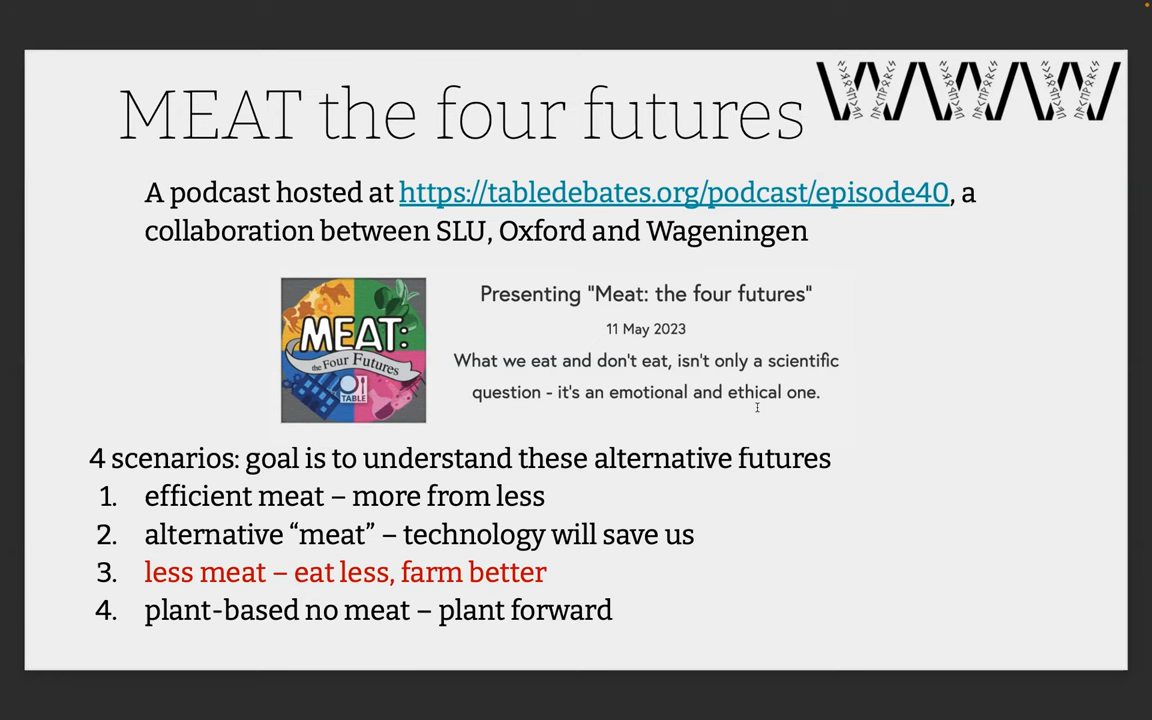 MEAT the four futures
A podcast hosted at https://tabledebates.org/podcast/episode40, a
collaboration between SLU, Oxford and Wageningen
MEAT:
the Four Futures
TABLE
Presenting "Meat: the four futures"
11 May 2023
What we eat and don't eat, isn't only a scientific
question - it's an emotional and ethical one.
4 scenarios: goal is to understand these alternative futures
1. efficient meat – more from less
2. alternative “meat” – technology will save us
3. less meat – eat less, farm better
4. plant-based no meat – plant forward